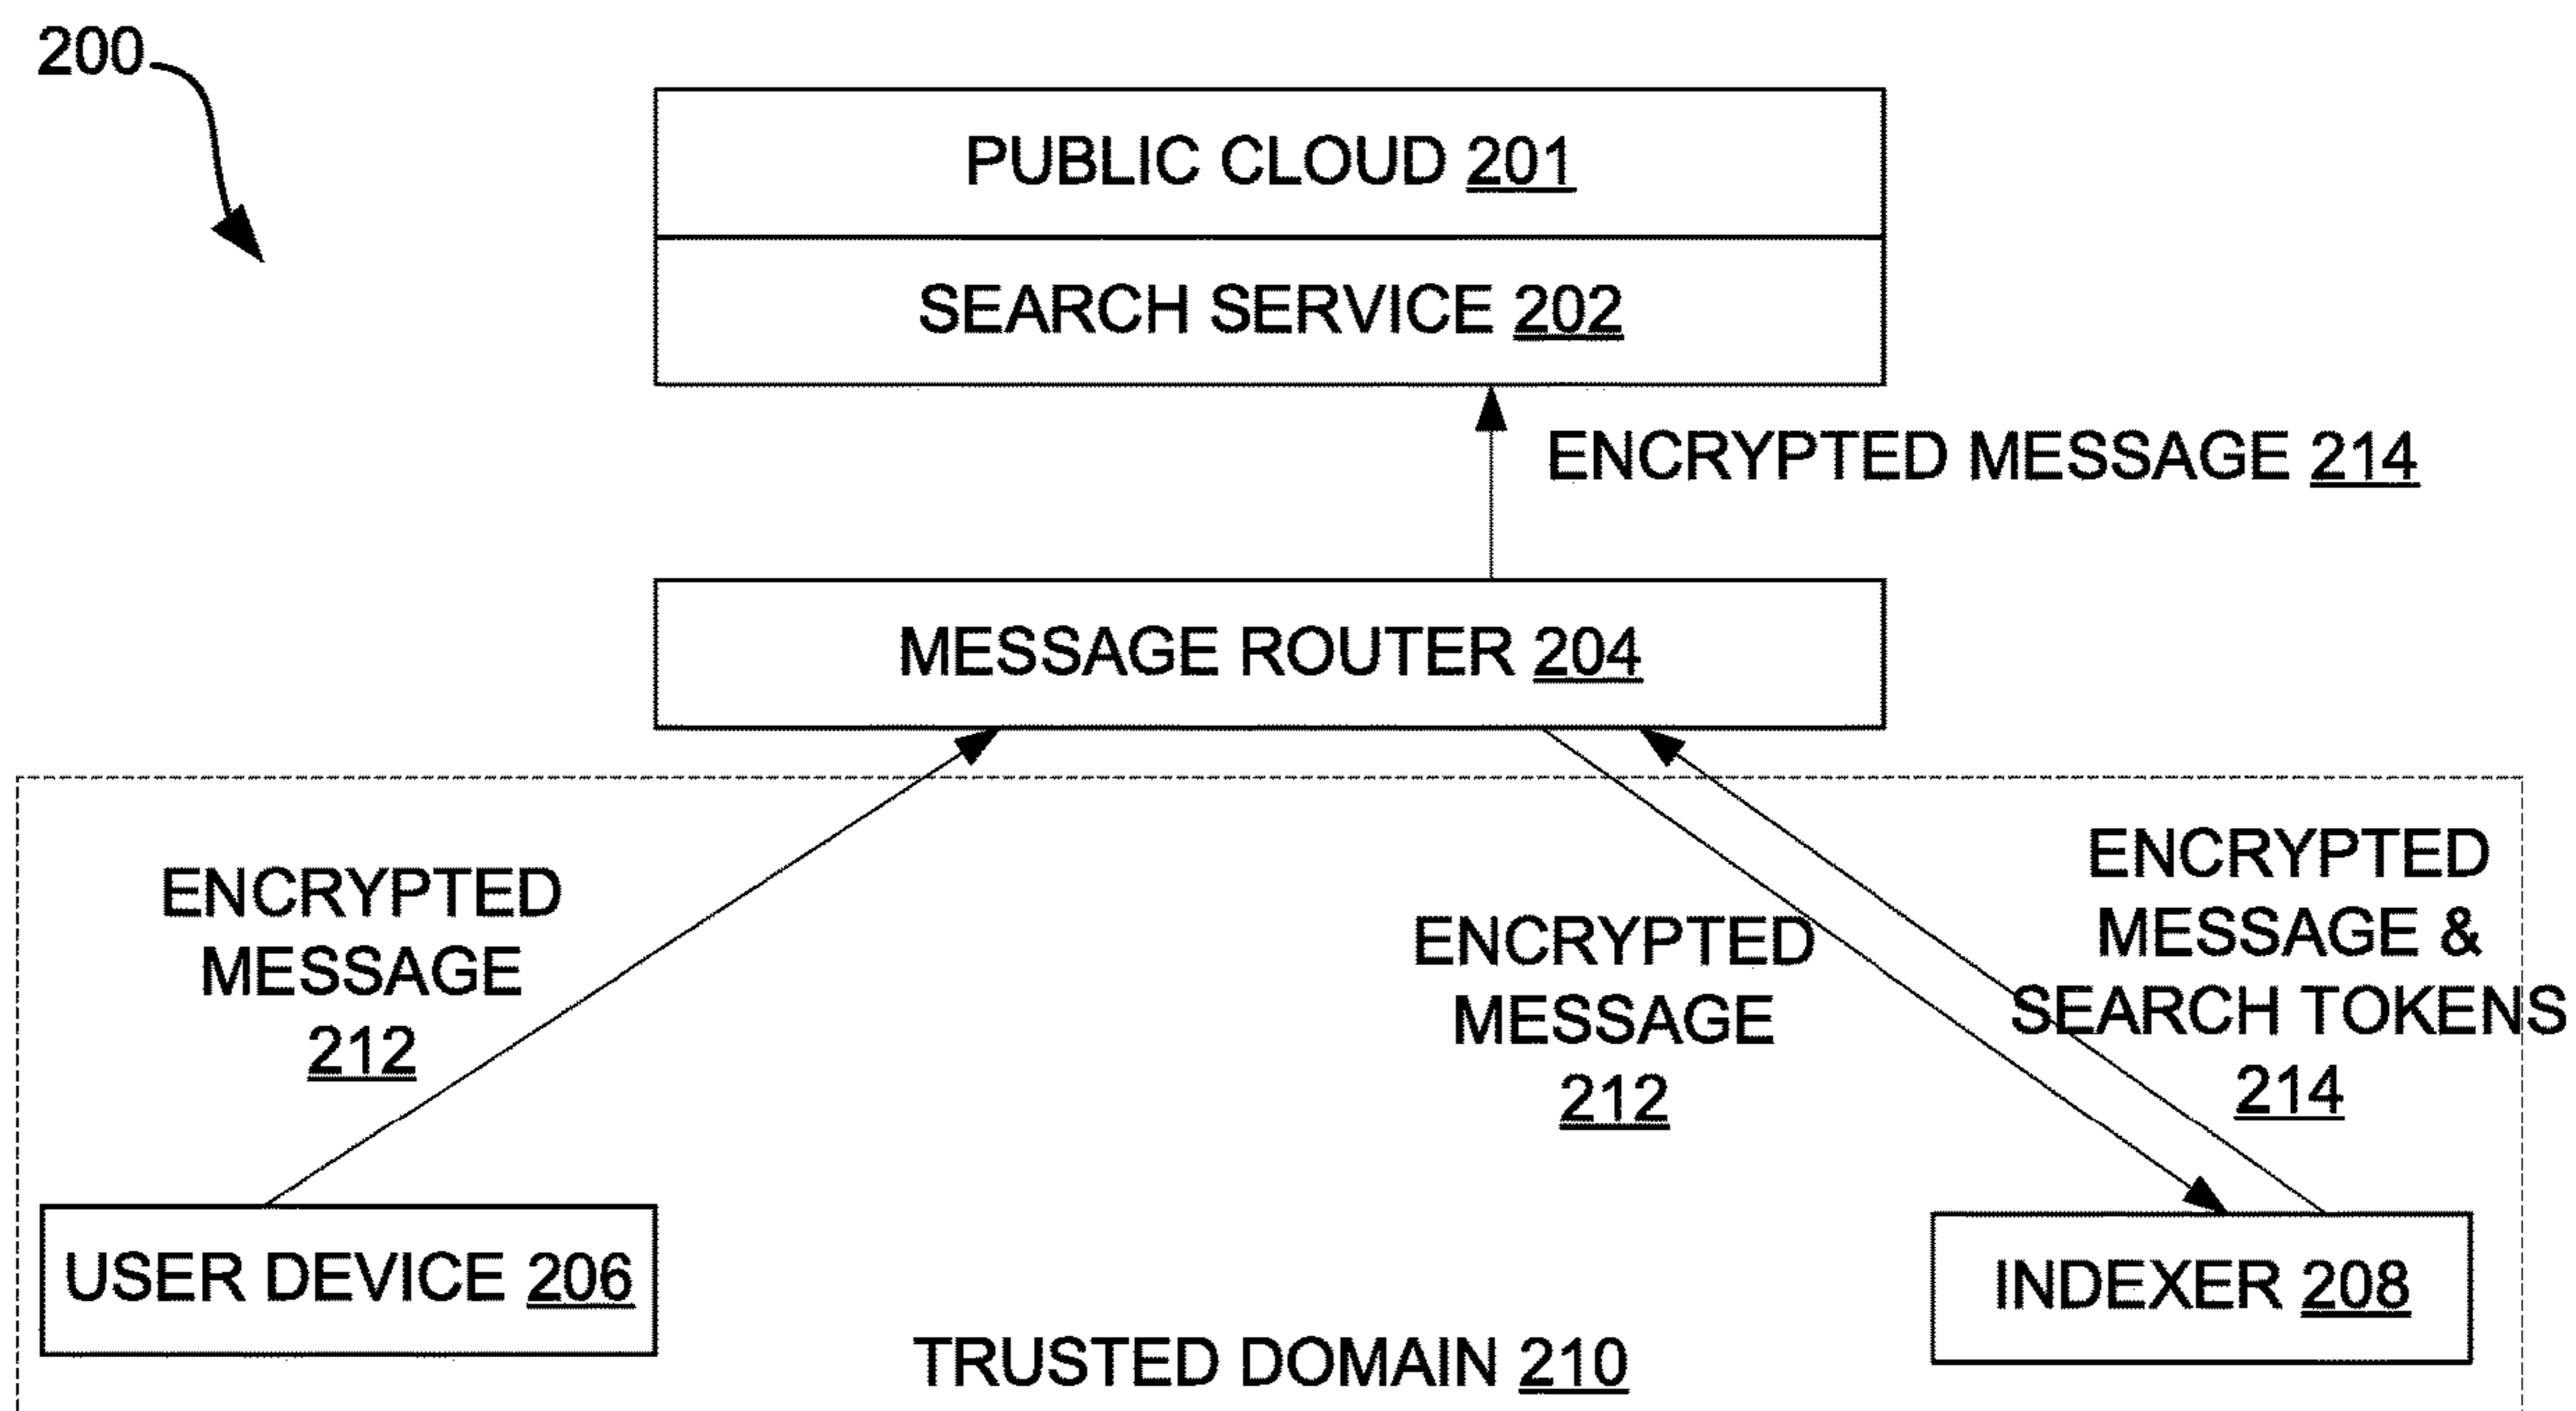 200
PUBLIC CLOUD 201
SEARCH SERVICE 202
ENCRYPTED MESSAGE 214
MESSAGE ROUTER 204
ENCRYPTED
MESSAGE
212
ENCRYPTED
MESSAGE
212
ENCRYPTED
MESSAGE &
SEARCH TOKENS
214
USER DEVICE 206
INDEXER 208
TRUSTED DOMAIN 210